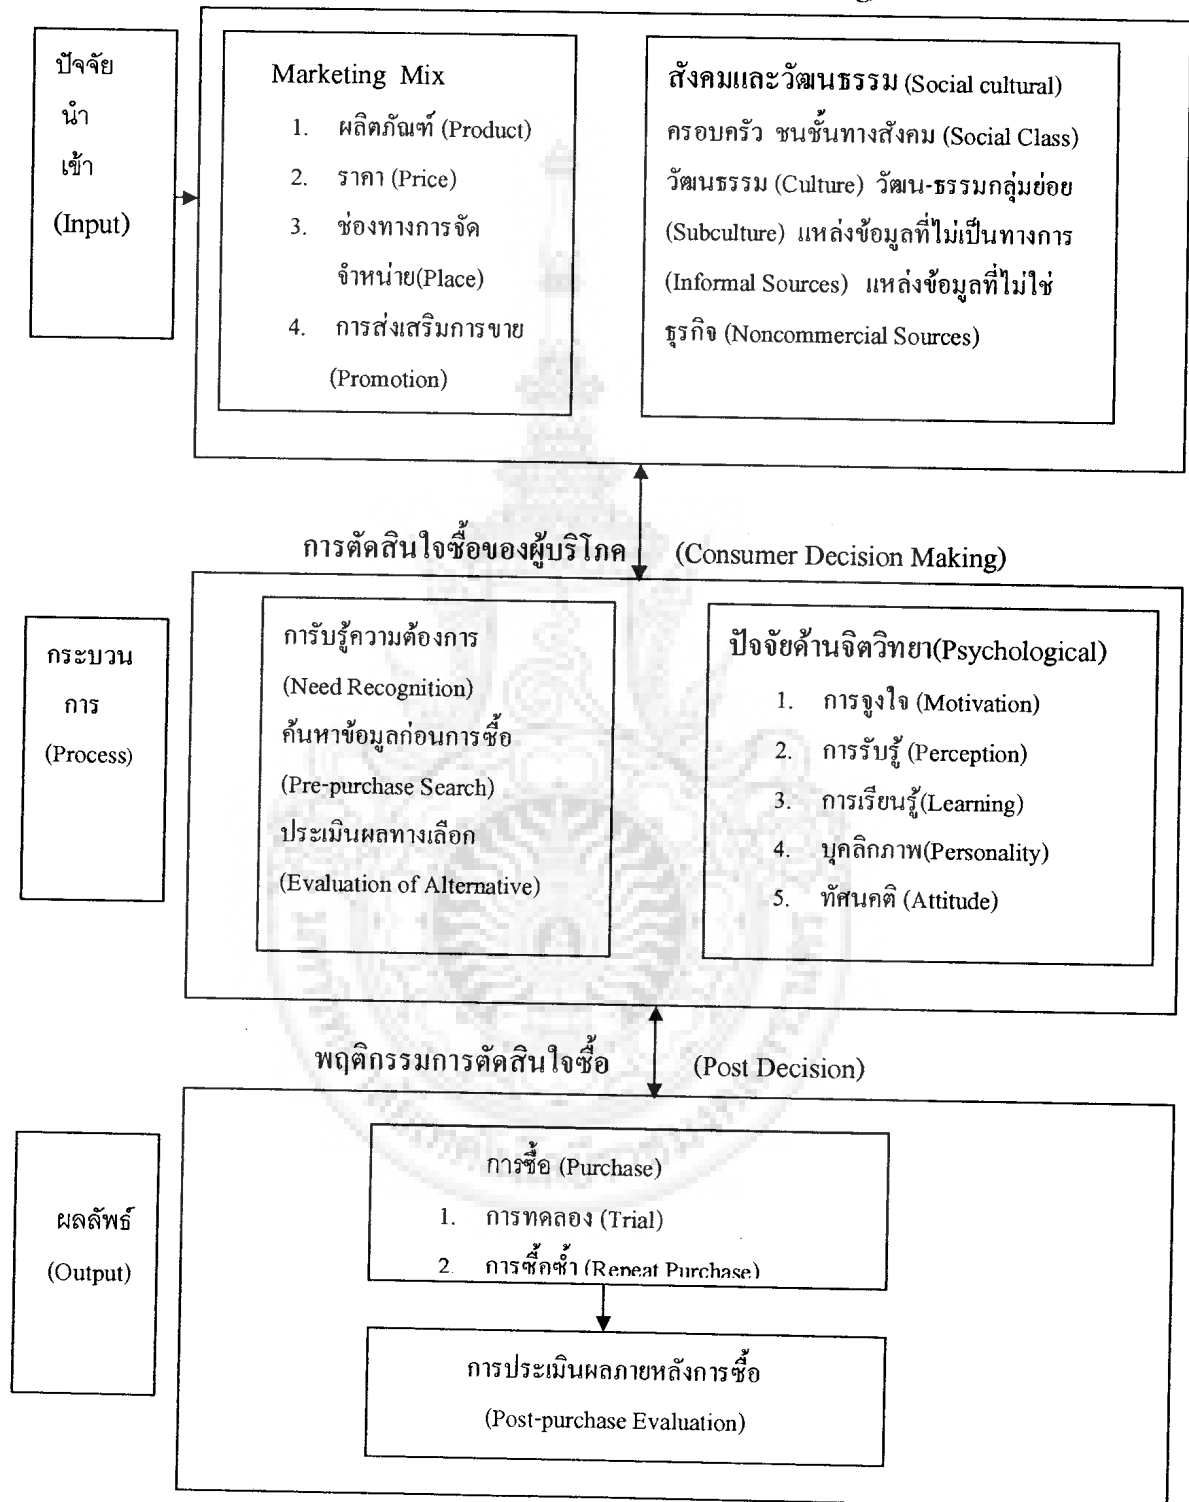 ปัจจัย
นำ
เข้า
(Input)
Marketing Mix
1. ผลิตภัณฑ์ (Product)
2. ราคา (Price)
3. ช่องทางการจัด
จำหน่าย(Place)
4. การส่งเสริมการขาย
(Promotion)
สังคมและวัฒนธรรม (Social cultural)
ครอบครัว ชนชั้นทางสังคม (Social Class)
วัฒนธรรม (Culture) วัฒน-ธรรมกลุ่มย่อย
(Subculture) แหล่งข้อมูลที่ไม่เป็นทางการ
(Informal Sources) แหล่งข้อมูลที่ไม่ใช่
ธุรกิจ (Noncommercial Sources)
การตัดสินใจซื้อของผู้บริโภค (Consumer Decision Making)
กระบวน
การ
(Process)
การับรู้ความต้องการ
(Need Recognition)
ค้นหาข้อมูลก่อนการซื้อ
(Pre-purchase Search)
ประเมินผลทางเลือก
(Evaluation of Alternative)
ปัจจัยด้านจิตวิทยา(Psychological)
1. การจูงใจ (Motivation)
2. การรับรู้ (Perception)
3. การเรียนรู้(Learning)
4. บุคลิกภาพ(Personality)
5. ทัศนคติ (Attitude)
พฤติกรรมการตัดสินใจซื้อ (Post Decision)
ผลลัพธ์
(Output)
การซื้อ (Purchase)
1. การทดลอง (Trial)
2. การซื้อซ้ำ (Repeat Purchase)
การประเมินผลภายหลังการซื้อ
(Post-purchase Evaluation)